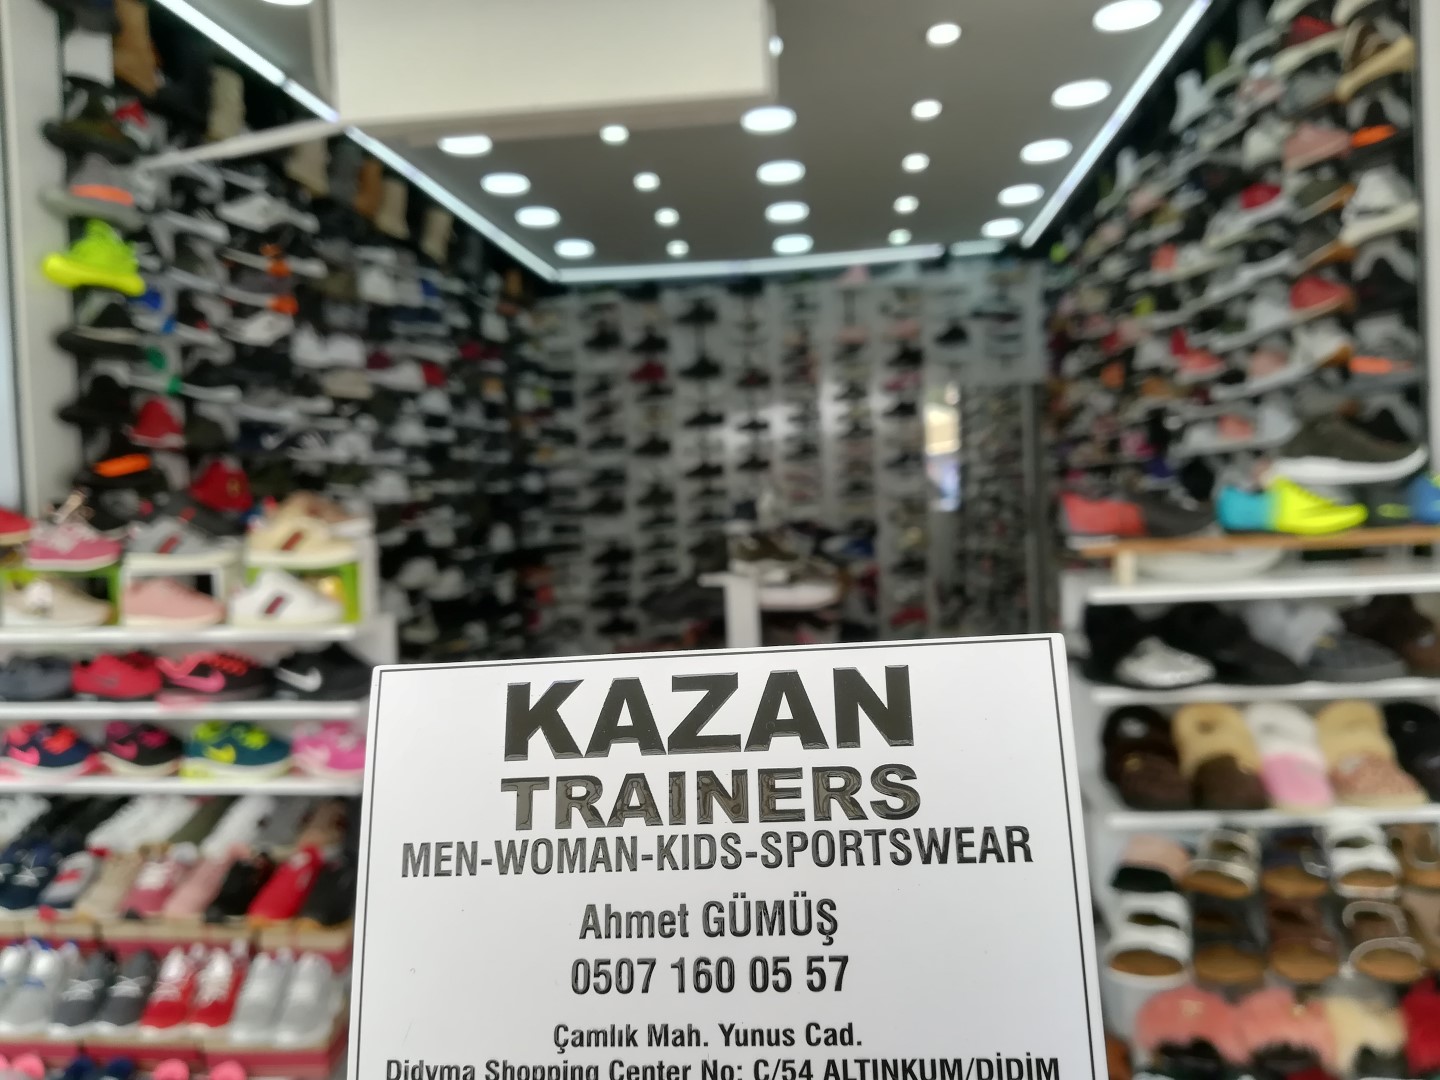 KAZAN
TRAINERS
MEN-WOMAN-KIDS-SPORTSWEAR
Ahmet GÜMÜŞ
0507 160 05 57
Çamlık Mah. Yunus Cad.
Didyma Shopping Center No: C/54 ALTINKUM/DİDİM